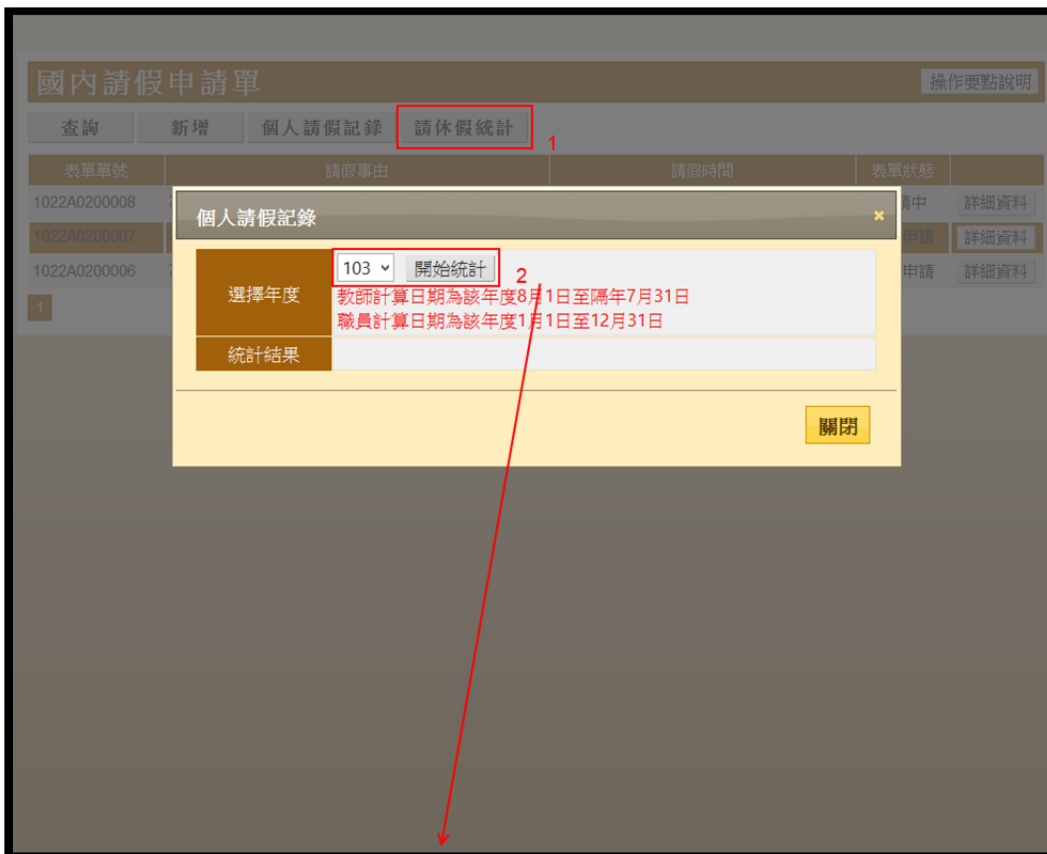 國內請假申請單
操作要點說明
查詢 新增 個人請假記錄 請休假統計 1
表單單號 請假事由 請假時間 表單狀態
1022A0200008 請中 詳細資料
1022A0200007 申請 詳細資料
1022A0200006 申請 詳細資料
1
個人請假記錄 ×
選擇年度 103 開始統計 2
教師計算日期為該年度8月1日至隔年7月31日
職員計算日期為該年度1月1日至12月31日
統計結果
關閉